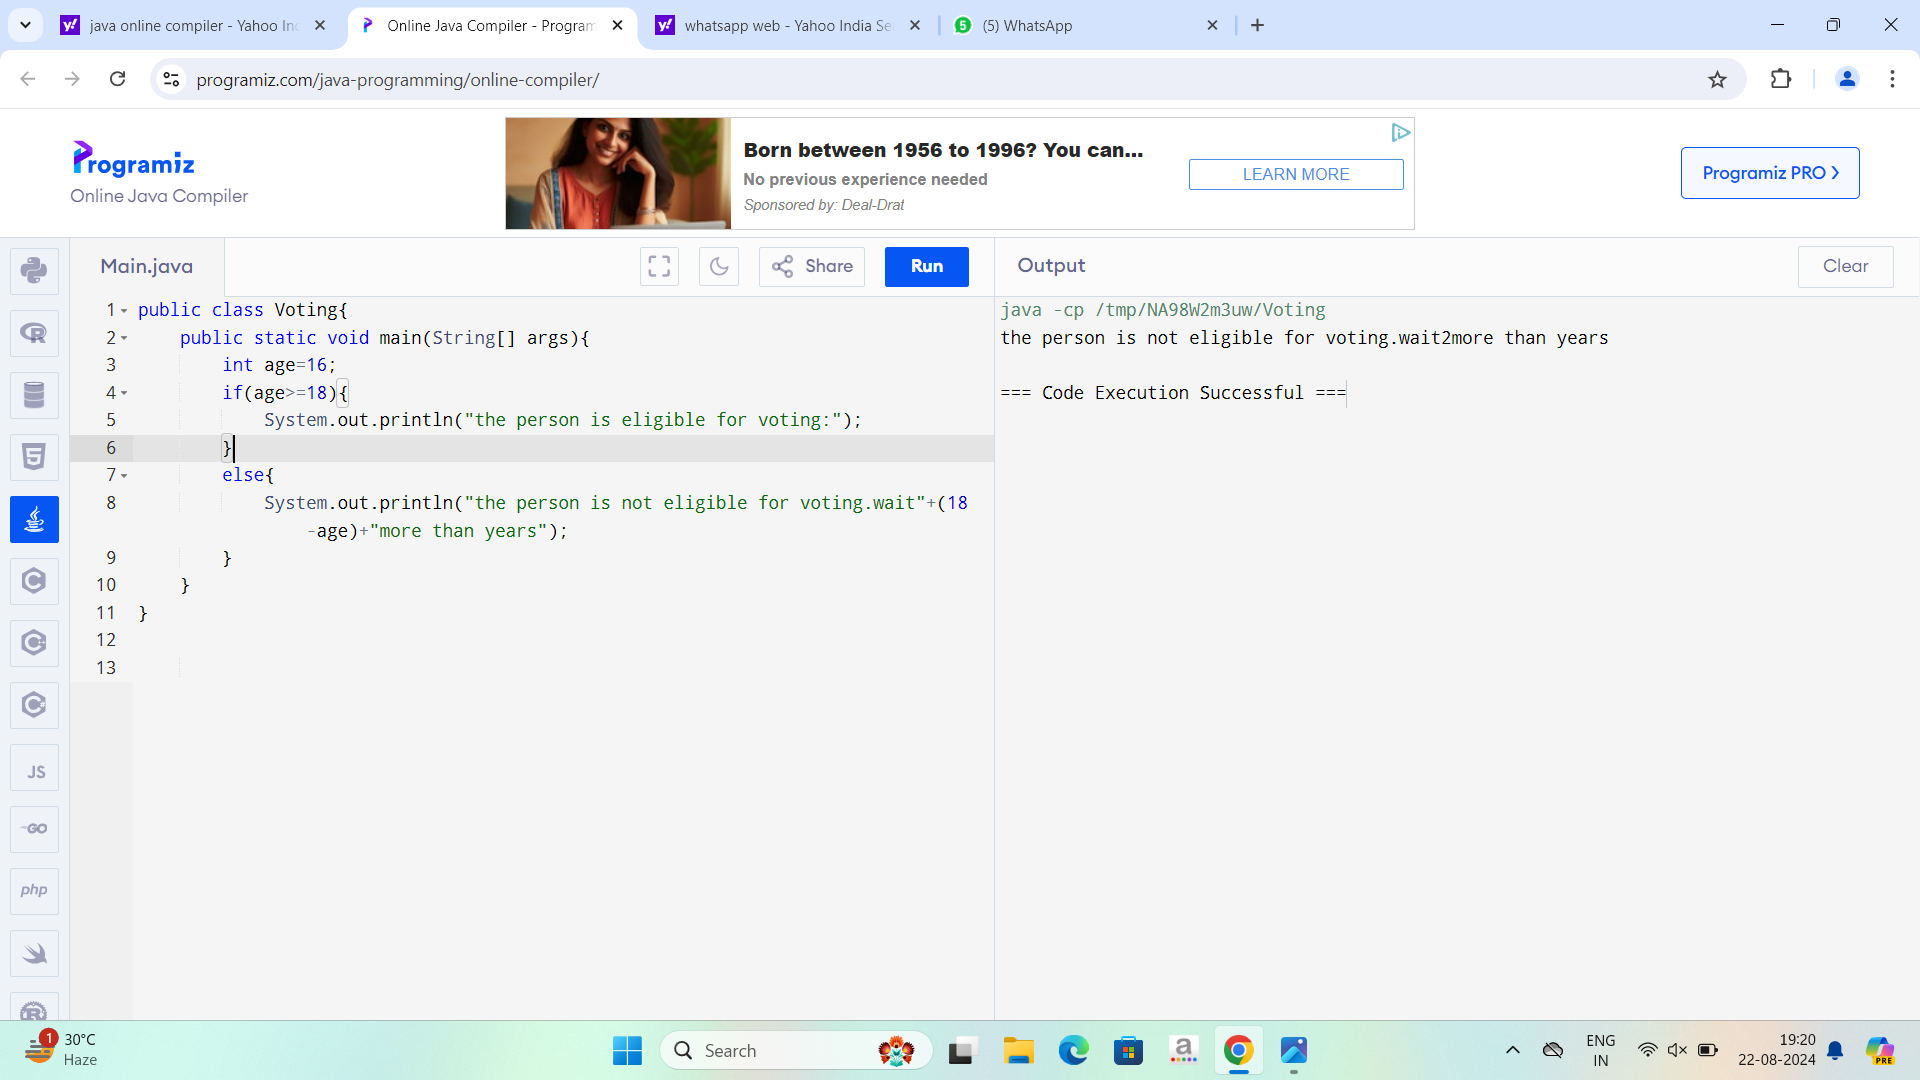 java online compiler - Yahoo Inc
Online Java Compiler - Program
whatsapp web - Yahoo India Se
5 (5) WhatsApp
programiz.com/java-programming/online-compiler/
Programiz
Online Java Compiler
Born between 1956 to 1996? You can...
No previous experience needed
Sponsored by: Deal-Drat
LEARN MORE
Programiz PRO
Main.java
Share
Run
Output
Clear
1 public class Voting{
2 public static void main(String[] args){
3 int age=16;
4 if(age>=18){
5 System.out.println("the person is eligible for voting:");
6 }
7 else{
8 System.out.println("the person is not eligible for voting.wait"+(18
-age)+"more than years");
9 }
10 }
11 }
12
13
java -cp /tmp/NA98W2m3uw/Voting
the person is not eligible for voting.wait2more than years
=== Code Execution Successful ===
JS
GO
php
1
30°C
Haze
Search
a
PRE
ENG
IN
19:20
22-08-2024